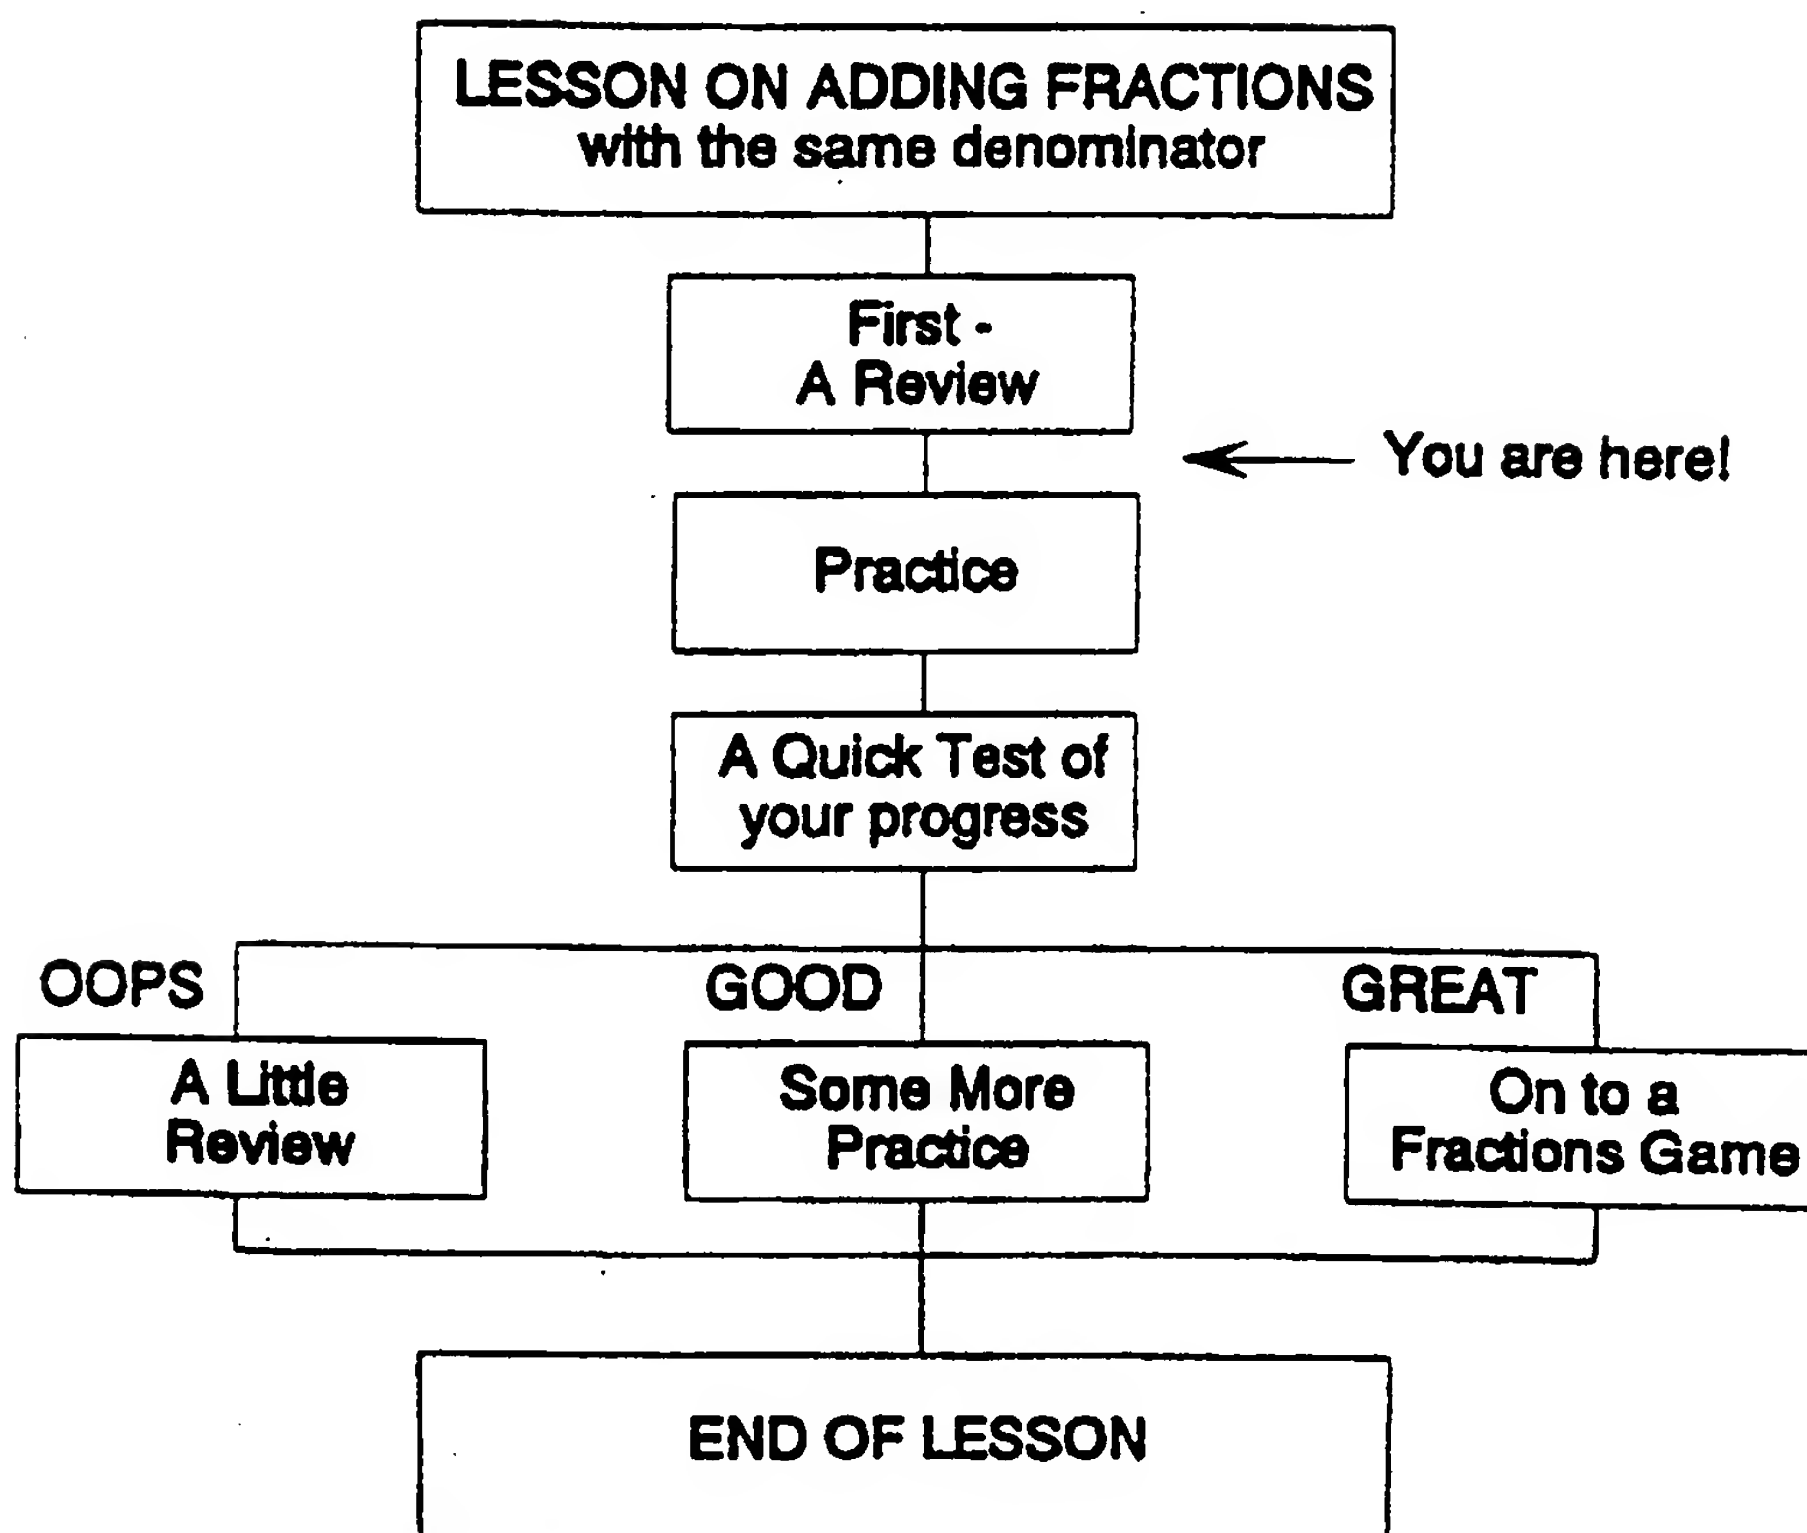 LESSON ON ADDING FRACTIONS
with the same denominator
First -
A Review
You are here!
Practice
A Quick Test of
your progress
OOPS
GOOD
GREAT
A Little
Review
Some More
Practice
On to a
Fractions Game
END OF LESSON